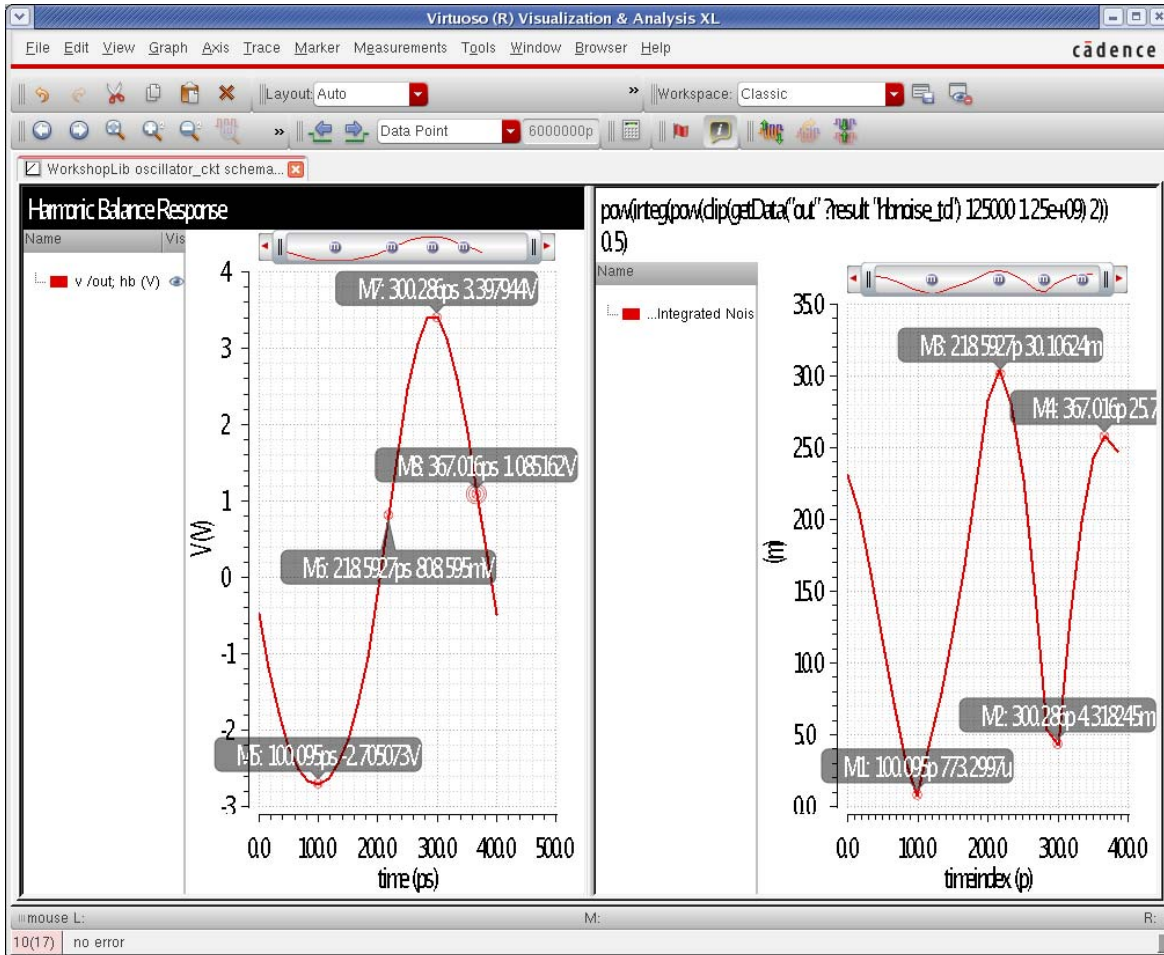 Virtuoso (R) Visualization & Analysis XL
File Edit View Graph Axis Trace Marker Measurements Tools Window Browser Help
cādence
Layout: Auto
»
Workspace: Classic
»
Data Point
6000000p
WorkshopLib oscillator_ckt schema...
Harmonic Balance Response
Name Vis
v /out; hb (V)
4
3
2
1
0
-1
-2
-3
V (V)
M7: 300.286ps 3.397944V
M8: 367.016ps 1.085162V
M6: 218.5927ps 808.595mV
M5: 100.095ps -2.705073V
0.0 100.0 200.0 300.0 400.0 500.0
time (ps)
pow(integ(pow(clip(getData("out" ?result "hbnoise_td") 125000 1.25e+09) 2))
0.5)
Name
...Integrated Nois
35.0
30.0
25.0
20.0
15.0
10.0
5.0
0.0
(m)
M3: 218.5927p 30.10624m
M4: 367.016p 25.7
M2: 300.286p 4.318245m
M1: 100.095p 773.2997u
0.0 100.0 200.0 300.0 400.0
timeindex (p)
mouse L: M: R:
10(17) no error